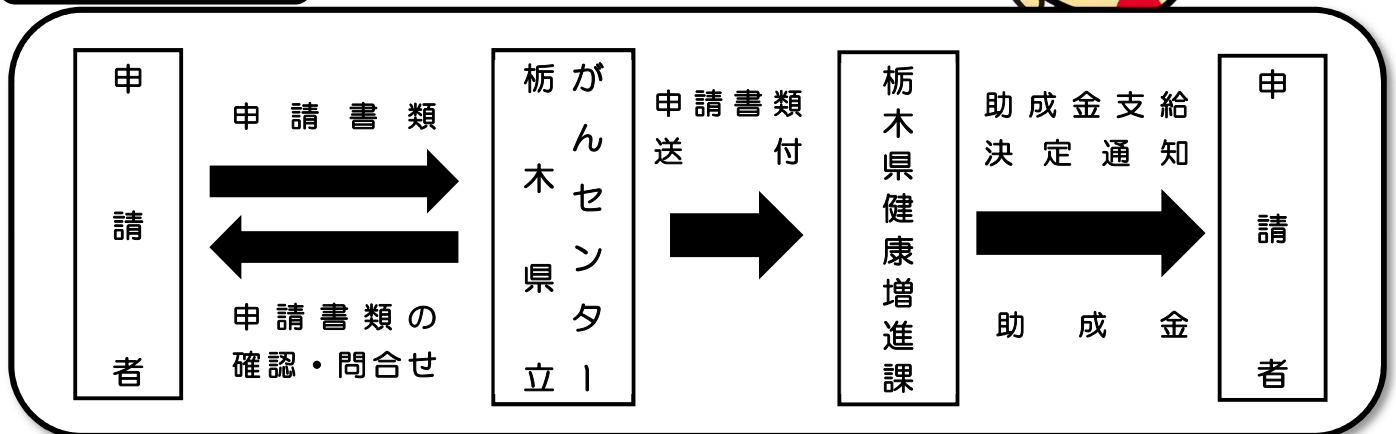 申請者
申請書類
申請書類の
確認・問合せ
栃木県立
がんセンター
申請書類
送付
栃木県健康増進課
助成金支給
決定通知
助成金
申請者